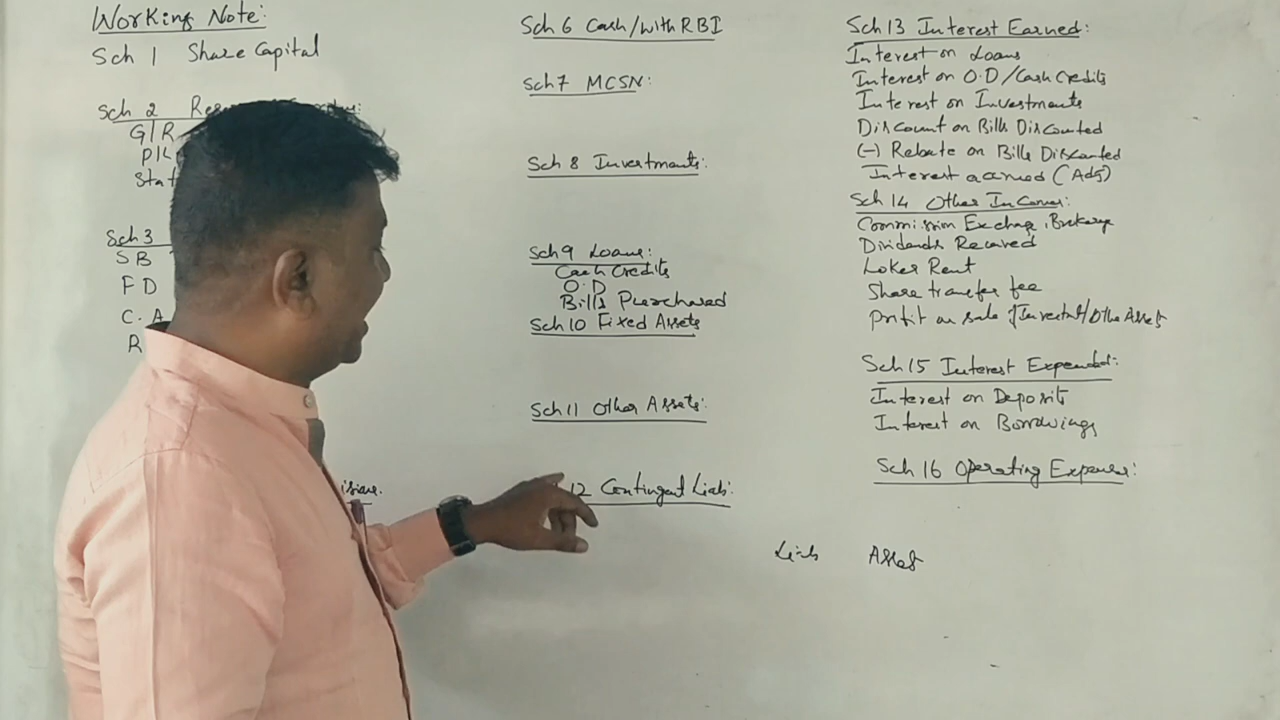 Working Note:
Sch 1 Share Capital
Sch 2
G/R
P/L
Stat
Sch 3
S B
F D
C. A
R
Sch 6 Cash/with RBI
Sch 7 MCSN:
Sch 8 Investments:
Sch 9 Loans:
Cash Credits
O.D
Bills Purchased
Sch 10 Fixed Assets
Sch 11 Other Assets:
12 Contingent Liab:
Sch 13 Interest Earned:
Interest on Loans
Interest on O.D/Cash Credits
Interest on Investments
Discount on Bills Discounted
(-) Rebate on Bills Discounted
Interest accrued (Adj)
Sch 14 Other Incomes:
Commission Exchange, Brokerage
Dividends Received
Loker Rent
Share transfer fee
Profit on sale of Invest/Other Asset
Sch 15 Interest Expended:
Interest on Deposits
Interest on Borrowings
Sch 16 Operating Expenses:
Liab Asset